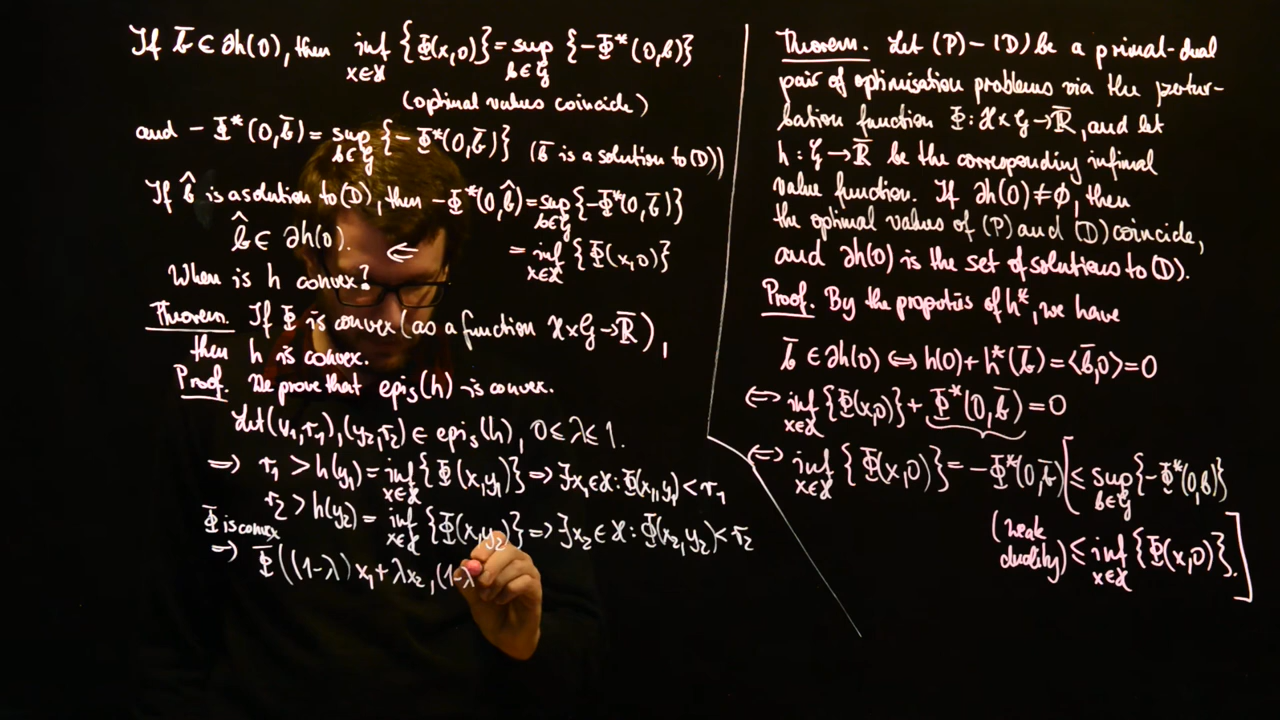 If b̄ ∈ ∂h(0), then inf_{x∈X} {Φ(x,0)} = sup_{b∈G} {-Φ*(0,b)}
(optimal values coincide)
and -Φ*(0,b̄) = sup_{b∈G} {-Φ*(0,b̄)} (b̄ is a solution to (D))
If b̂ is a solution to (D), then -Φ*(0,b̂) = sup_{b∈G} {-Φ*(0,b̄)}
b̂ ∈ ∂h(0). ⇐ = inf_{x∈X} {Φ(x,0)}
When is h convex?
Theorem. If Φ is convex (as a function X×G→R̄),
then h is convex.
Proof. We prove that epi_s(h) is convex.
Let (y₁,r₁), (y₂,r₂) ∈ epi_s(h), 0≤λ≤1.
⇒ r₁ > h(y₁) = inf_{x∈X} {Φ(x,y₁)} ⇒ ∃x₁∈X: Φ(x₁,y₁) < r₁
r₂ > h(y₂) = inf_{x∈X} {Φ(x,y₂)} ⇒ ∃x₂∈X: Φ(x₂,y₂) < r₂
Φ is convex
⇒ Φ((1-λ)x₁+λx₂, (1-λ
Theorem. Let (P)-(D) be a primal-dual
pair of optimisation problems via the pertur-
bation function Φ: X×G→R̄, and let
h: G→R̄ be the corresponding infimal
value function. If ∂h(0) ≠ ∅, then
the optimal values of (P) and (D) coincide,
and ∂h(0) is the set of solutions to (D).
Proof. By the properties of h*, we have
b̄ ∈ ∂h(0) ⇔ h(0) + h*(b̄) = ⟨b̄,0⟩ = 0
⇔ inf_{x∈X} {Φ(x,0)} + Φ*(0,b̄) = 0
⇔ inf_{x∈X} {Φ(x,0)} = -Φ*(0,b̄) [≤ sup_{b∈G} {-Φ*(0,b)}
(weak
duality) ≤ inf_{x∈X} {Φ(x,0)}.]